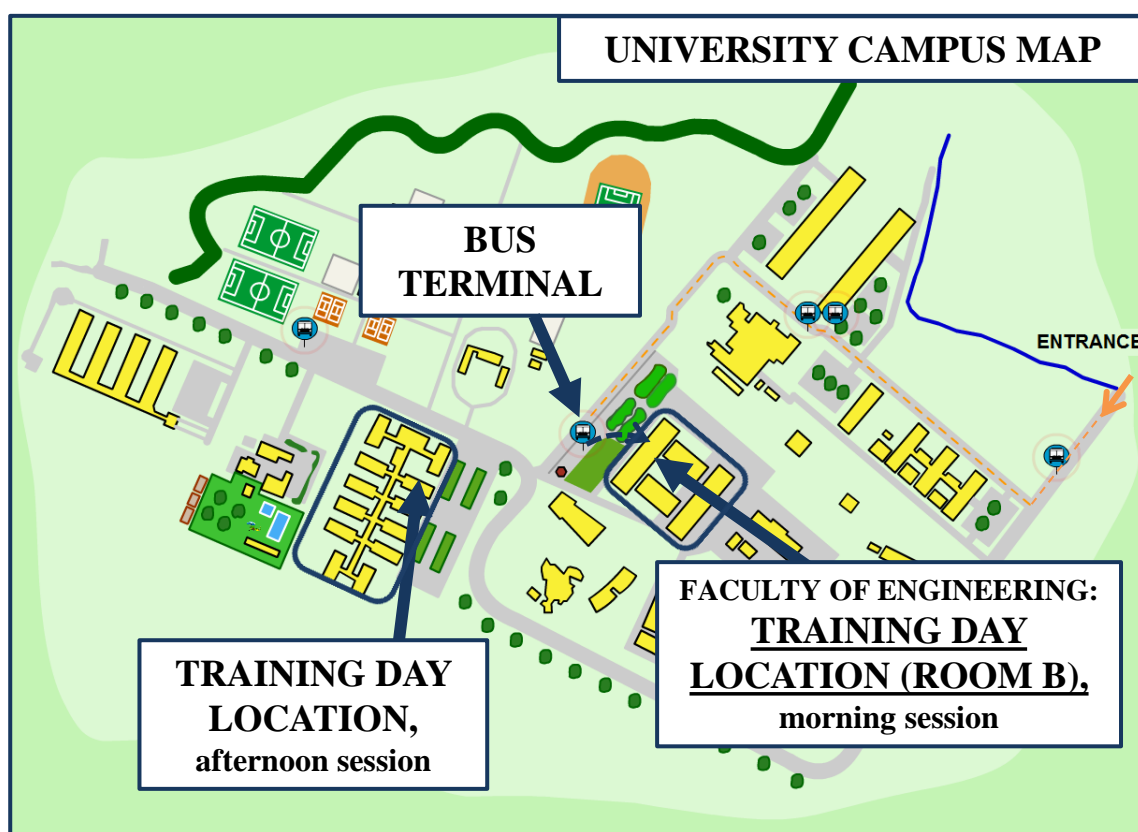 UNIVERSITY CAMPUS MAP
BUS
TERMINAL
ENTRANCE
FACULTY OF ENGINEERING:
TRAINING DAY
LOCATION (ROOM B),
morning session
TRAINING DAY
LOCATION,
afternoon session